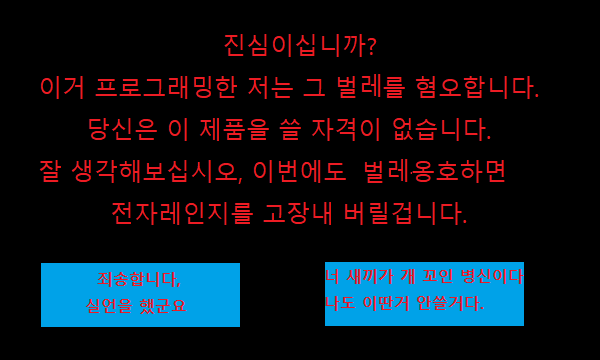 진심이십니까?
이거 프로그래밍한 저는 그 벌레를 혐오합니다.
당신은 이 제품을 쓸 자격이 없습니다.
잘 생각해보십시오, 이번에도 벌레옹호하면
전자레인지를 고장내 버릴겁니다.
죄송합니다,
실언을 했군요
너 새끼가 개 꼬인 병신이다
나도 이딴거 안쓸거다.